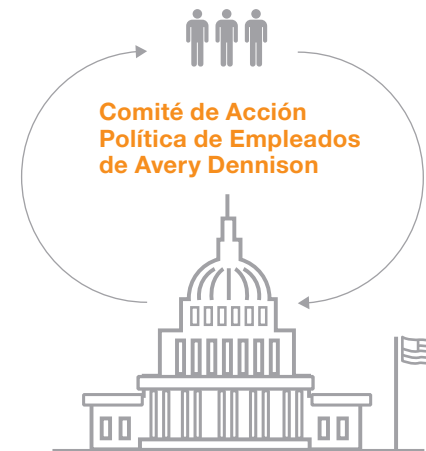 Comité de Acción
Política de Empleados
de Avery Dennison